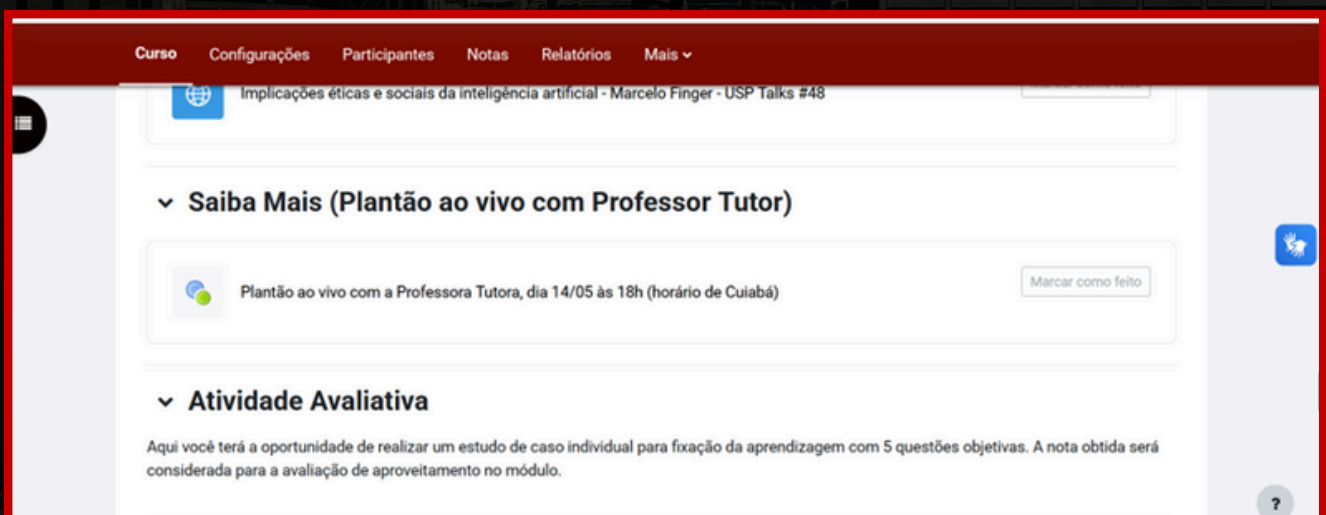 Curso Configurações Participantes Notas Relatórios Mais
Implicações éticas e sociais da inteligência artificial - Marcelo Finger - USP Talks #48
Marcar como feito
Saiba Mais (Plantão ao vivo com Professor Tutor)
Plantão ao vivo com a Professora Tutora, dia 14/05 às 18h (horário de Cuiabá)
Marcar como feito
Atividade Avaliativa
Aqui você terá a oportunidade de realizar um estudo de caso individual para fixação da aprendizagem com 5 questões objetivas. A nota obtida será
considerada para a avaliação de aproveitamento no módulo.
?